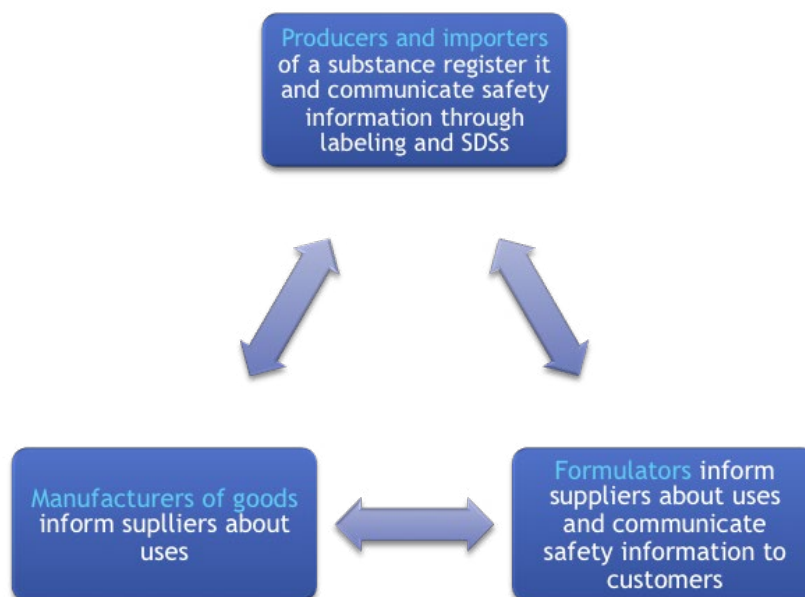 Producers and importers
of a substance register it
and communicate safety
information through
labeling and SDSs
Manufacturers of goods
inform suplliers about
uses
Formulators inform
suppliers about uses
and communicate
safety information to
customers